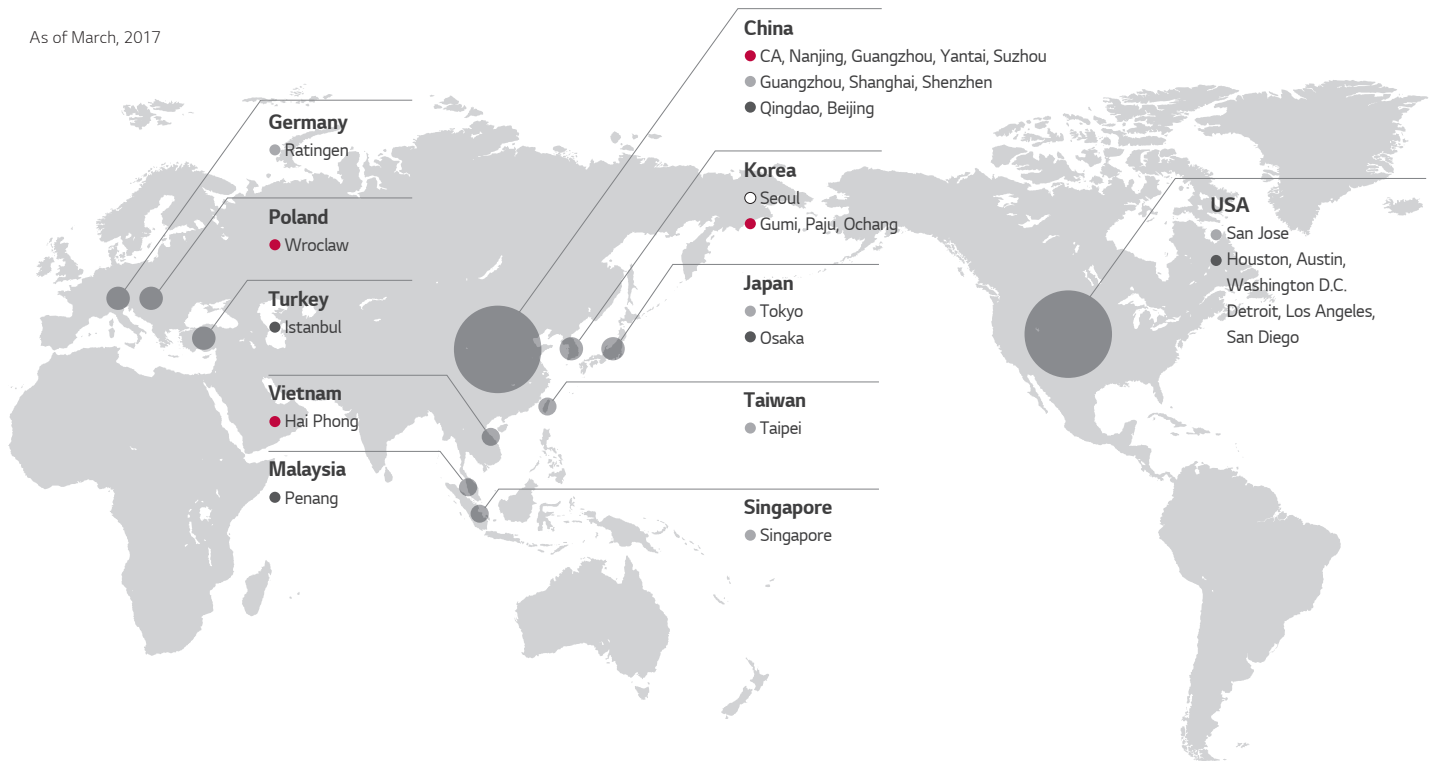 As of March, 2017
Germany
Ratingen
Poland
Wroclaw
Turkey
Istanbul
Vietnam
Hai Phong
Malaysia
Penang
China
CA, Nanjing, Guangzhou, Yantai, Suzhou
Guangzhou, Shanghai, Shenzhen
Qingdao, Beijing
Korea
Seoul
Gumi, Paju, Ochang
Japan
Tokyo
Osaka
Taiwan
Taipei
Singapore
Singapore
USA
San Jose
Houston, Austin,
Washington D.C.
Detroit, Los Angeles,
San Diego